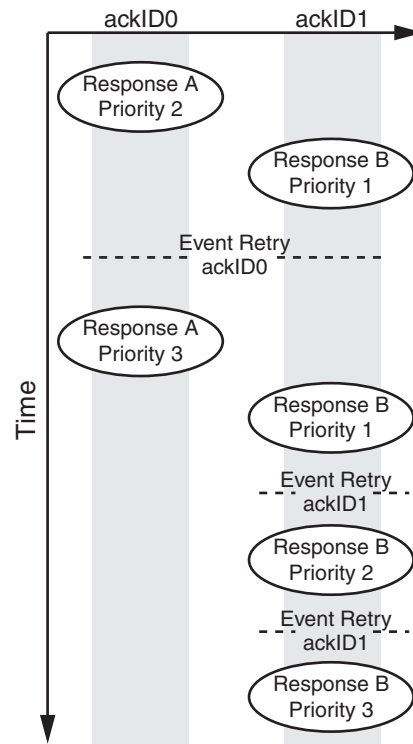 ackID0 ackID1
Response A
Priority 2
Response B
Priority 1
Event Retry
ackID0
Response A
Priority 3
Time
Response B
Priority 1
Event Retry
ackID1
Response B
Priority 2
Event Retry
ackID1
Response B
Priority 3